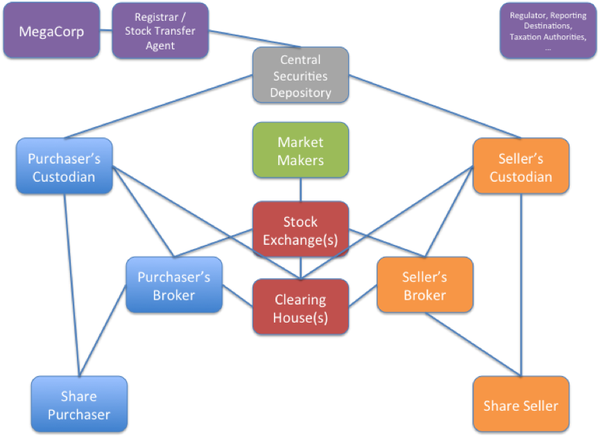 MegaCorp
Registrar /
Stock Transfer
Agent
Regulator, Reporting
Destinations,
Taxation Authorities,
...
Central
Securities
Depository
Market
Makers
Purchaser's
Custodian
Seller's
Custodian
Stock
Exchange(s)
Purchaser's
Broker
Seller's
Broker
Clearing
House(s)
Share
Purchaser
Share Seller